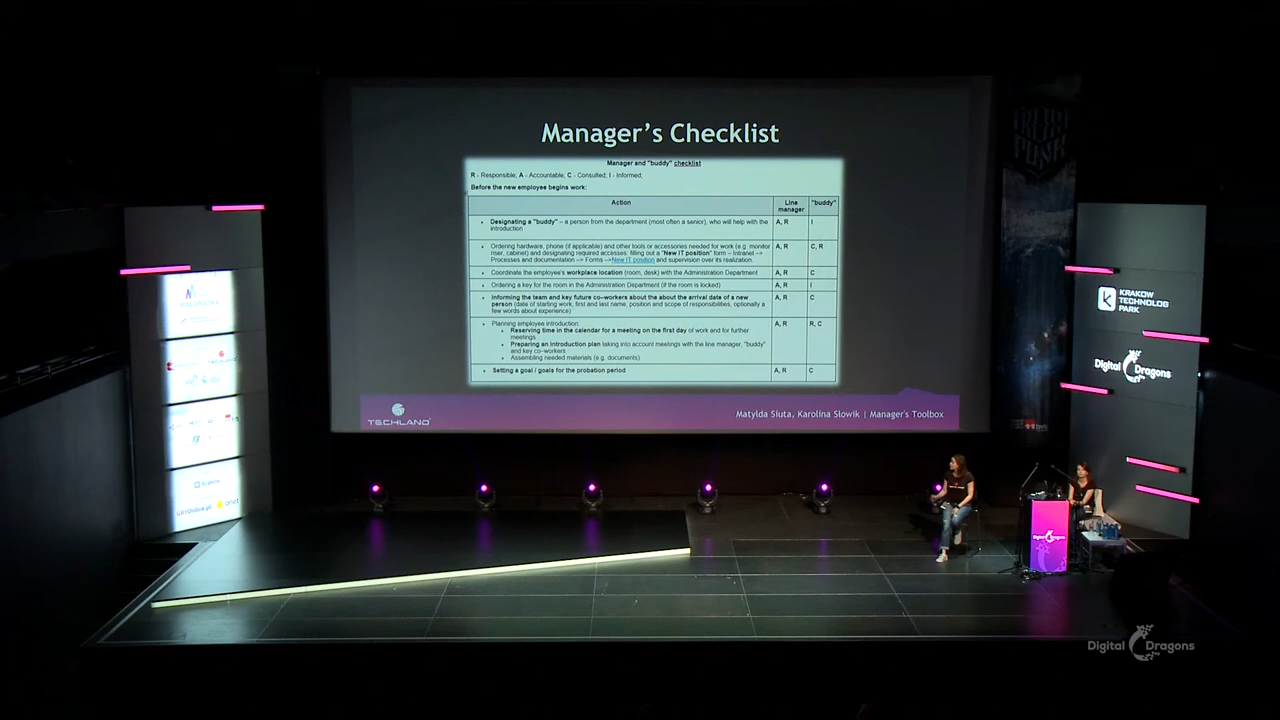 Manager's Checklist
Manager and "buddy" checklist
R - Responsible; A - Accountable; C - Consulted; I - Informed;
Before the new employee begins work:
Action
Line manager
"buddy"
Designating a "buddy" – a person from the department (most often a senior), who will help with the
introduction
A, R
I
Ordering hardware, phone (if applicable) and other tools or accessories needed for work (e.g. monitor
riser, cabinet) and designating required accesses: filling out a "New IT position" form – Intranet –>
Processes and documentation –> Forms –>New IT position and supervision over its realization.
A, R
C, R
Coordinate the employee's workplace location (room, desk) with the Administration Department
A, R
C
Ordering a key for the room in the Administration Department (if the room is locked)
A, R
I
Informing the team and key future co-workers about the about the arrival date of a new
person (date of starting work, first and last name, position and scope of responsibilities, optionally a
few words about experience)
A, R
C
Planning employee introduction:
Reserving time in the calendar for a meeting on the first day of work and for further
meetings
Preparing an introduction plan taking into account meetings with the line manager, "buddy"
and key co-workers
Assembling needed materials (e.g. documents)
A, R
R, C
Setting a goal / goals for the probation period
A, R
C
TECHLAND
Matylda Siuta, Karolina Słowik | Manager's Toolbox
KRAKOW
TECHNOLOG
PARK
Digital Dragons
Kraków
GRYOnline.pl
onet
Digital Dragons
Digital Dragons